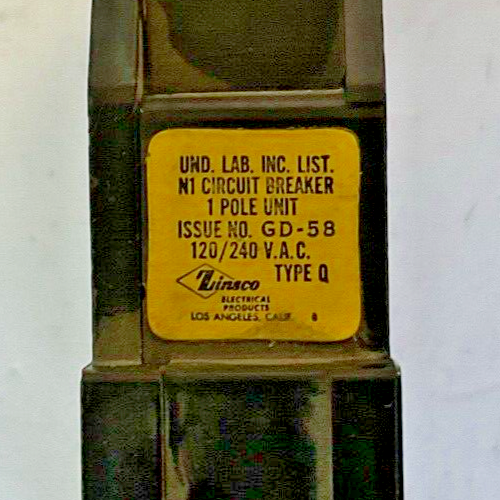 UND. LAB. INC. LIST.
N1 CIRCUIT BREAKER
1 POLE UNIT
ISSUE NO. GD-58
120/240 V.A.C.
TYPE Q
Zinsco
ELECTRICAL
PRODUCTS
LOS ANGELES, CALIF. 8